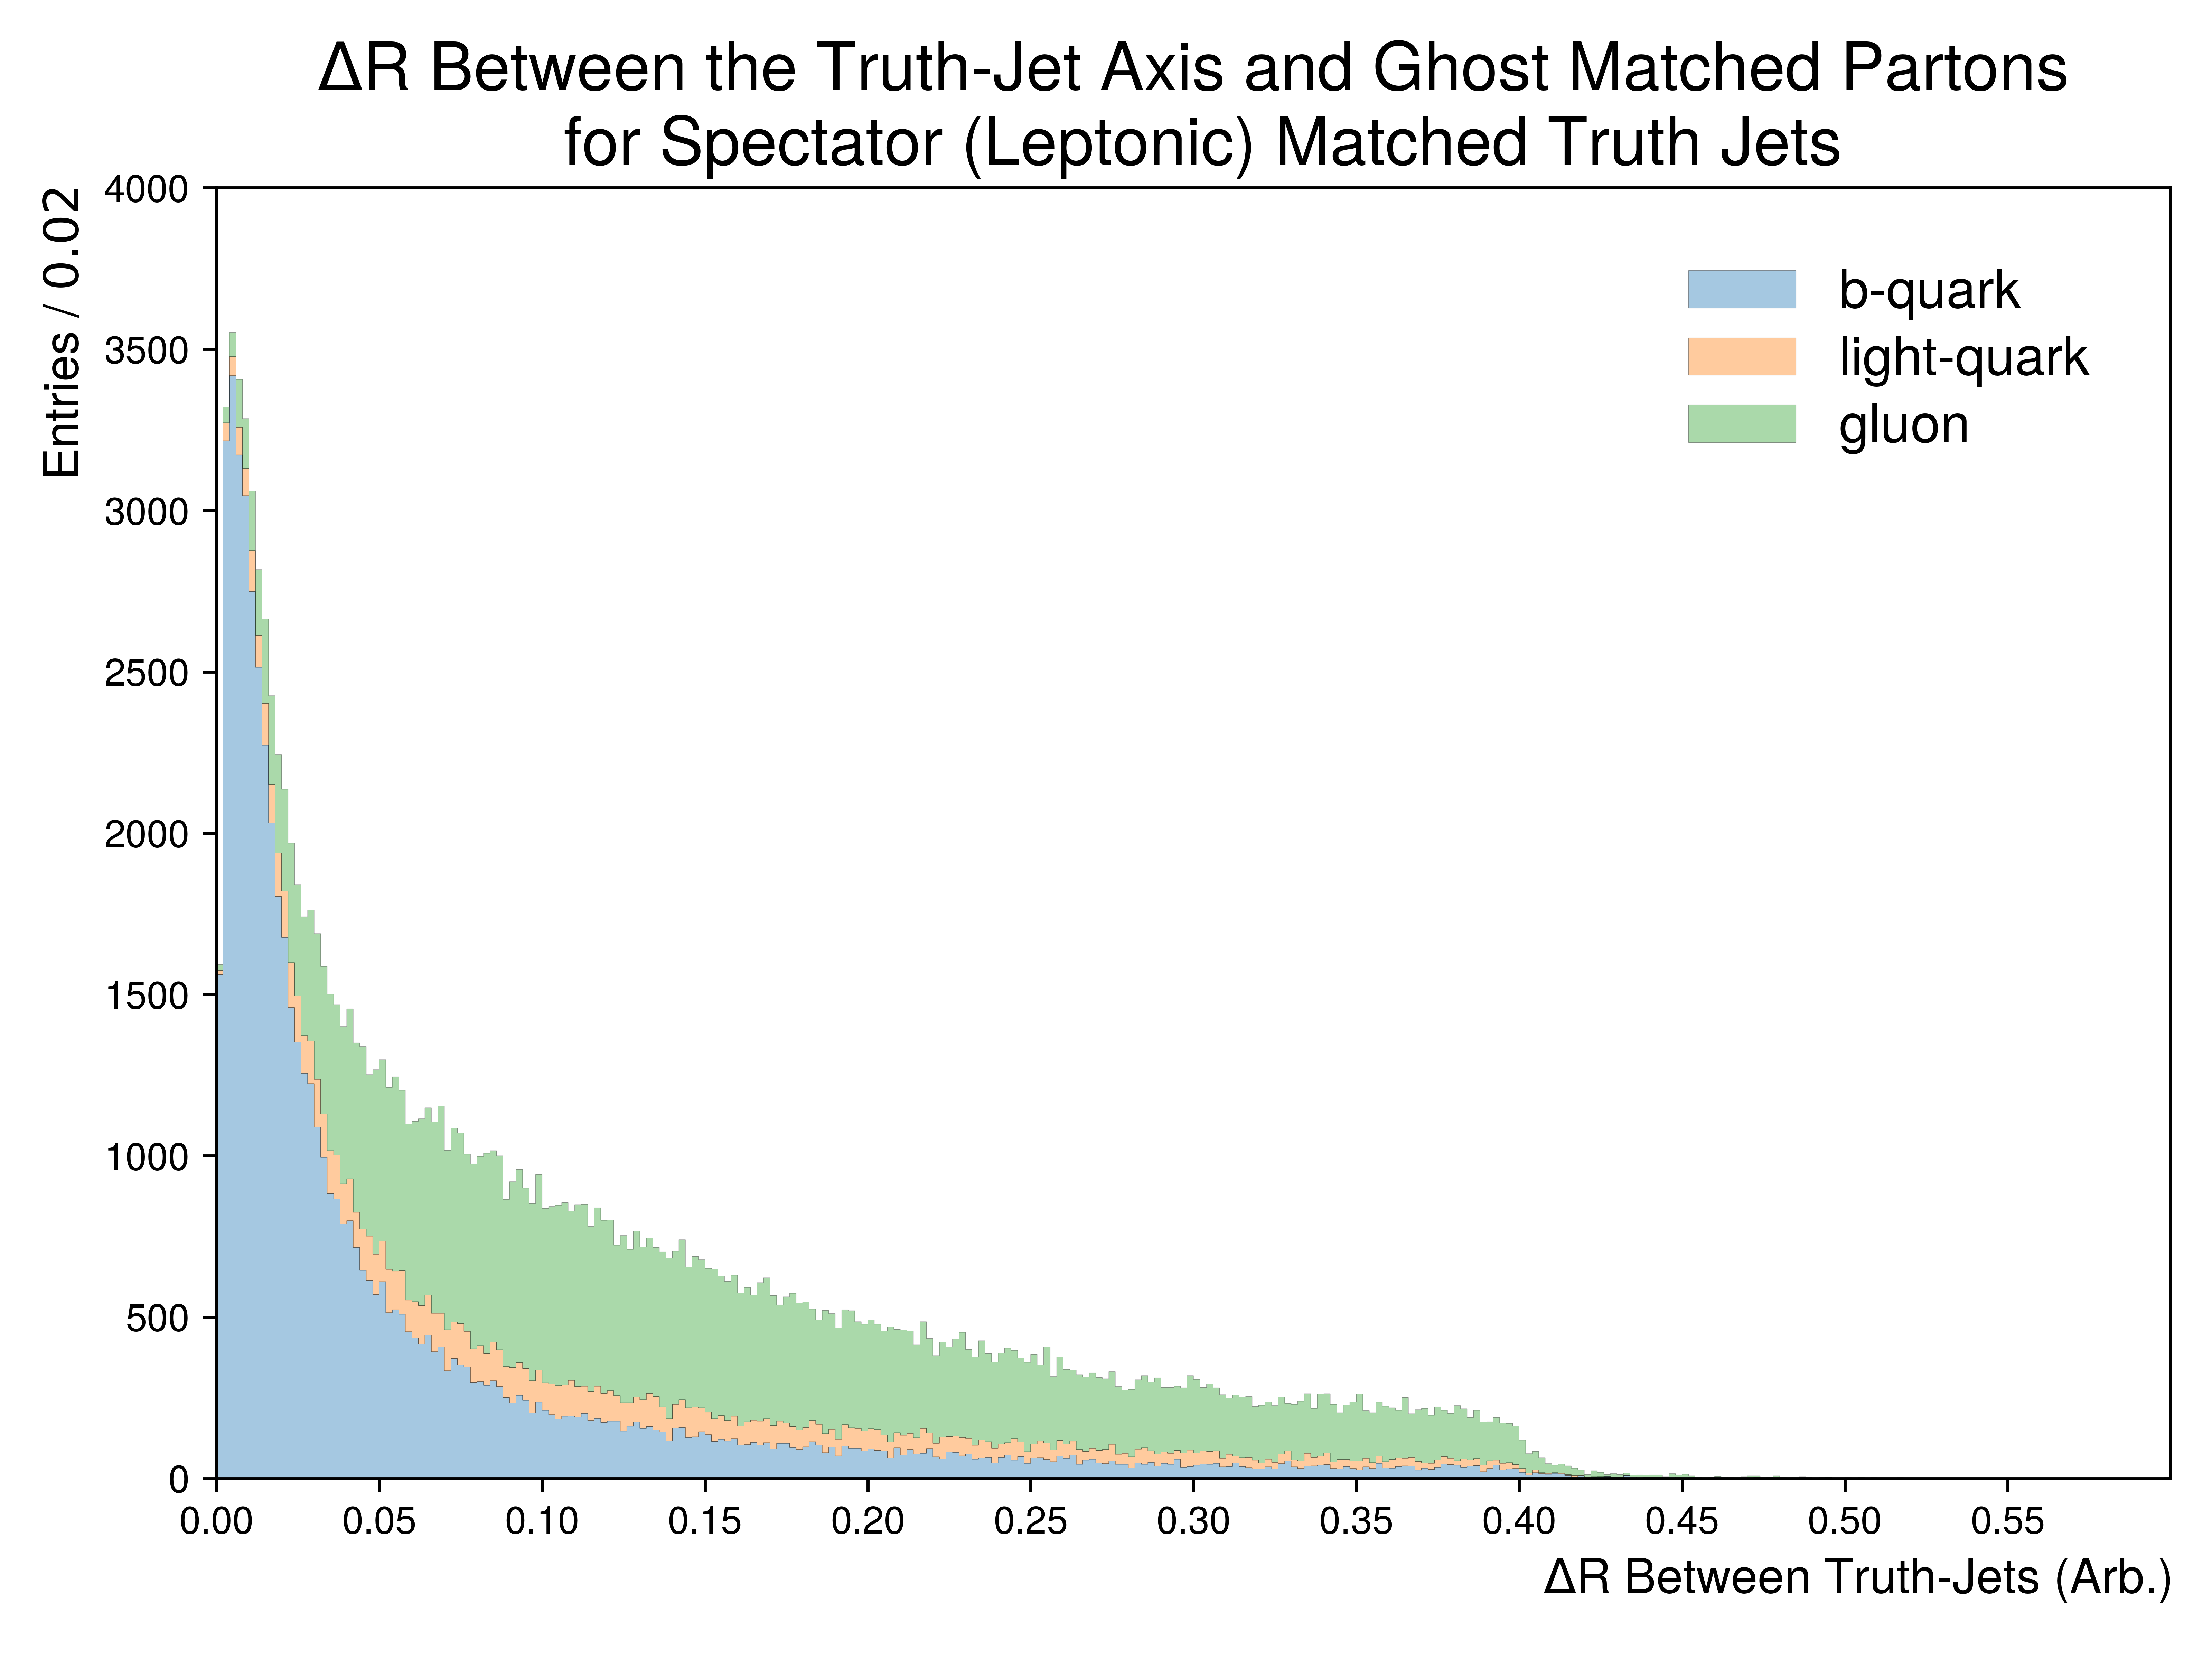 ΔR Between the Truth-Jet Axis and Ghost Matched Partons
for Spectator (Leptonic) Matched Truth Jets
Entries / 0.02
4000
3500
3000
2500
2000
1500
1000
500
0
b-quark
light-quark
gluon
0.00 0.05 0.10 0.15 0.20 0.25 0.30 0.35 0.40 0.45 0.50 0.55
ΔR Between Truth-Jets (Arb.)